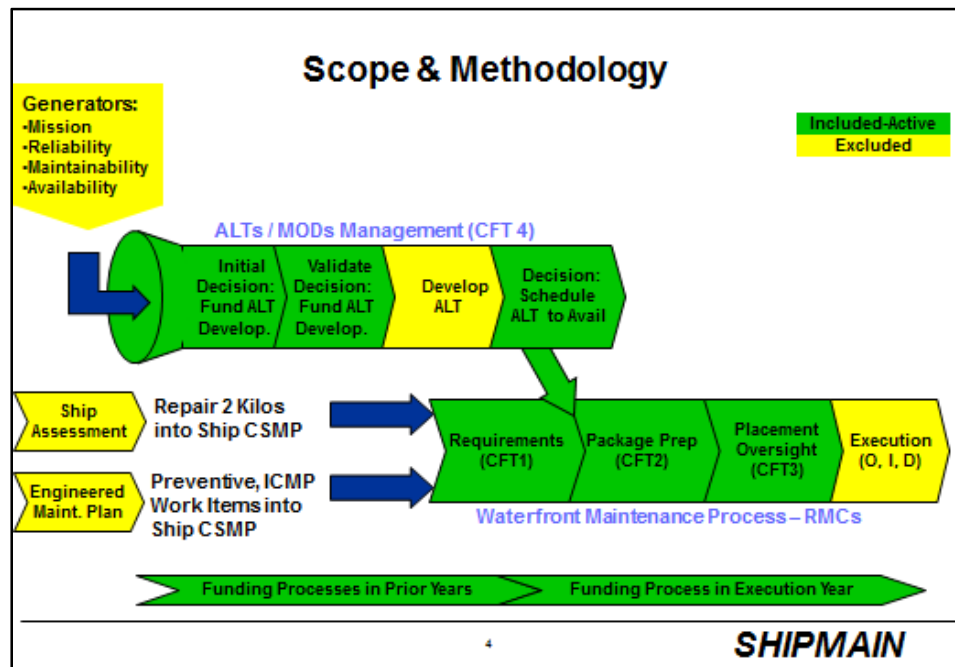 Scope & Methodology
Generators:
•Mission
•Reliability
•Maintainability
•Availability
Included-Active
Excluded
ALTs / MODs Management (CFT 4)
Initial
Decision:
Fund ALT
Develop.
Validate
Decision:
Fund ALT
Develop.
Develop
ALT
Decision:
Schedule
ALT to Avail
Ship
Assessment
Repair 2 Kilos
into Ship CSMP
Engineered
Maint. Plan
Preventive, ICMP
Work Items into
Ship CSMP
Requirements
(CFT1)
Package Prep
(CFT2)
Placement
Oversight
(CFT3)
Execution
(O, I, D)
Waterfront Maintenance Process – RMCs
Funding Processes in Prior Years
Funding Process in Execution Year
4
SHIPMAIN